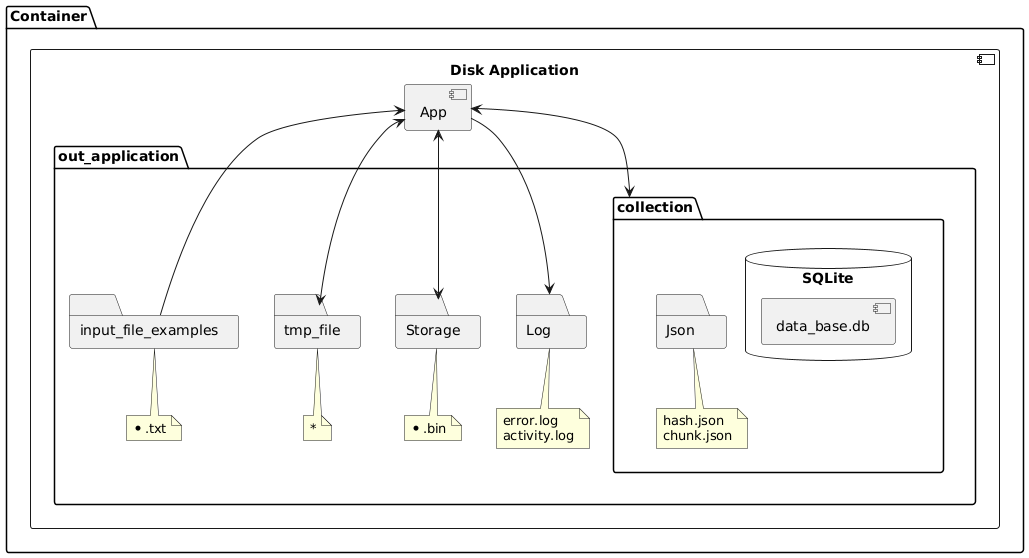 Container
Disk Application
App
out_application
collection
SQLite
data_base.db
input_file_examples
tmp_file
Storage
Log
Json
• .txt
*
• .bin
error.log
activity.log
hash.json
chunk.json